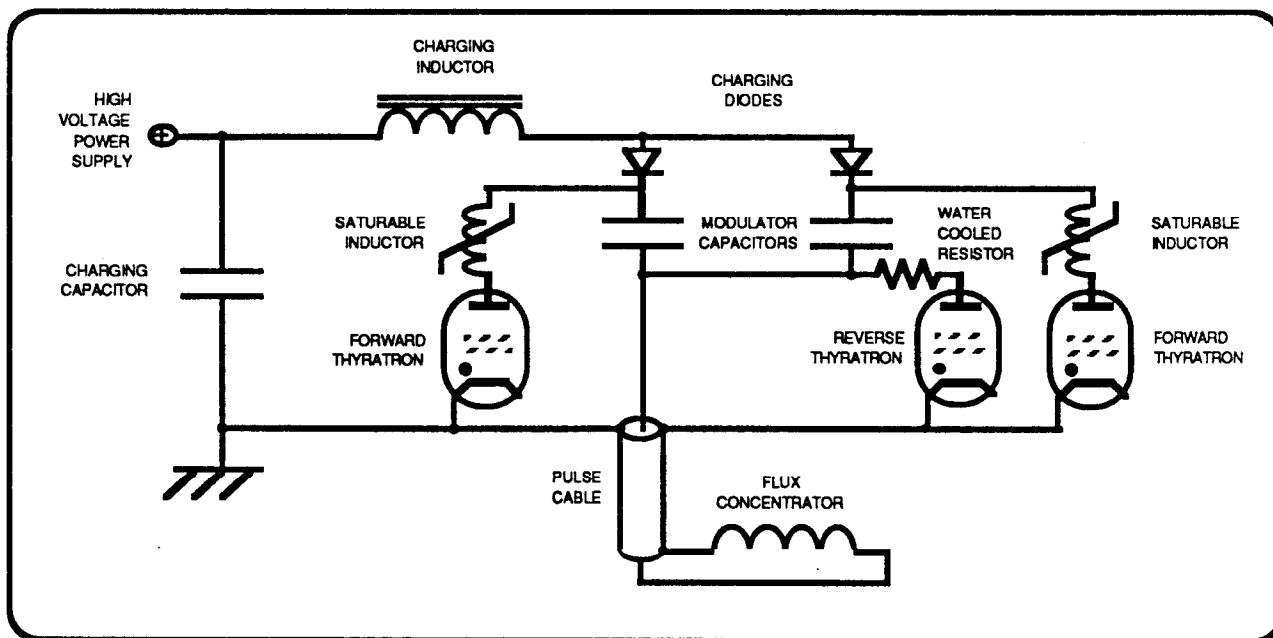 CHARGING
INDUCTOR
CHARGING
DIODES
HIGH
VOLTAGE
POWER
SUPPLY
+
SATURABLE
INDUCTOR
MODULATOR
CAPACITORS
WATER
COOLED
RESISTOR
SATURABLE
INDUCTOR
CHARGING
CAPACITOR
FORWARD
THYRATRON
REVERSE
THYRATRON
FORWARD
THYRATRON
PULSE
CABLE
FLUX
CONCENTRATOR